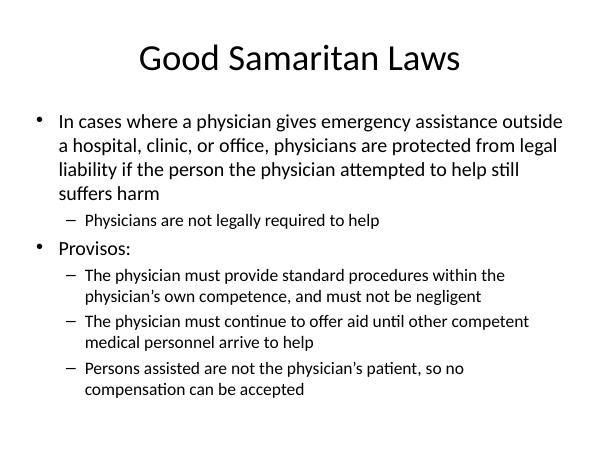 Good Samaritan Laws
• In cases where a physician gives emergency assistance outside
a hospital, clinic, or office, physicians are protected from legal
liability if the person the physician attempted to help still
suffers harm
– Physicians are not legally required to help
• Provisos:
– The physician must provide standard procedures within the
physician’s own competence, and must not be negligent
– The physician must continue to offer aid until other competent
medical personnel arrive to help
– Persons assisted are not the physician’s patient, so no
compensation can be accepted